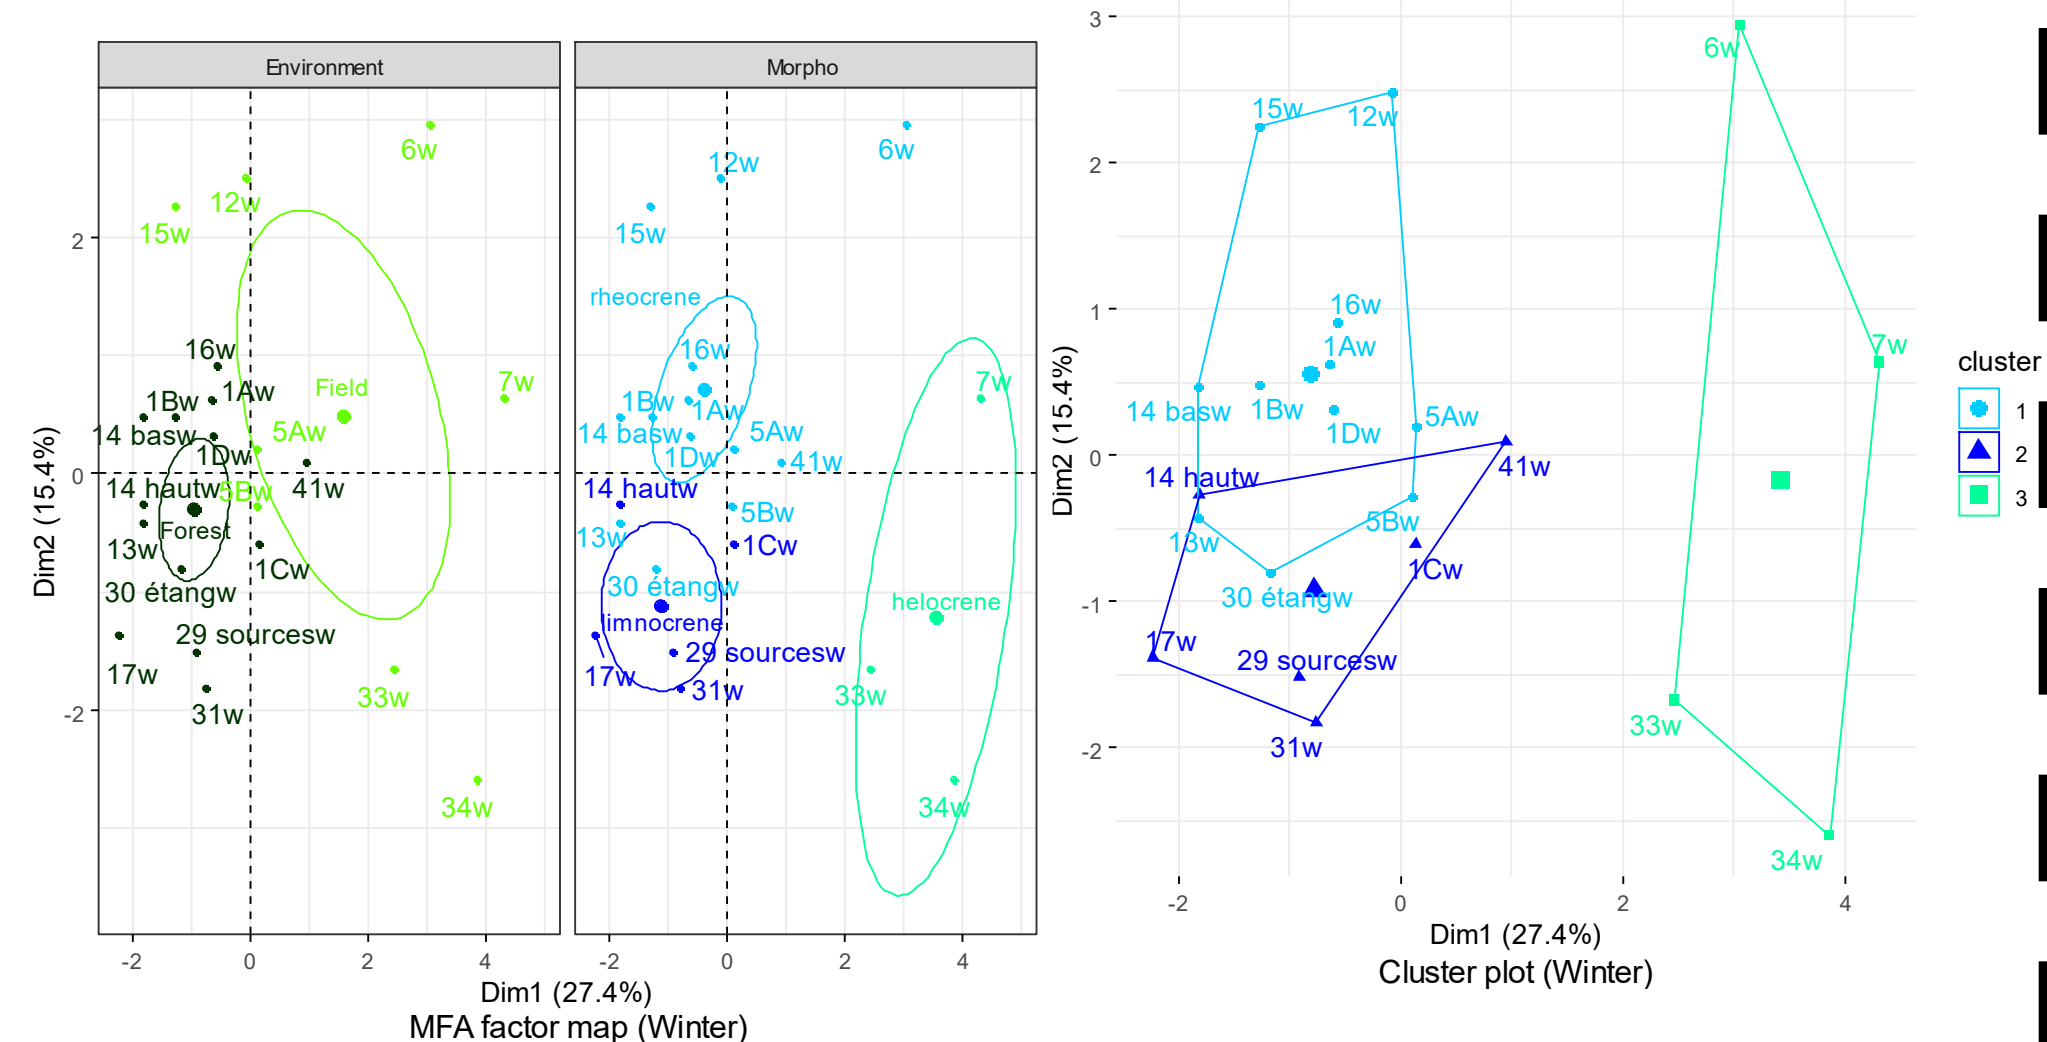 Environment
Morpho
6w
12w
15w
16w
1Aw
1Bw
Field
7w
14 basw
5Aw
1Dw
14 hautw
5Bw
41w
Forest
13w
1Cw
30 étangw
29 sourcesw
17w
33w
31w
34w
6w
12w
15w
rheocrene
16w
7w
1Bw
1Aw
14 basw
5Aw
1Dw
41w
14 hautw
5Bw
13w
1Cw
30 étangw
helocrene
limnocrene
29 sourcesw
17w
31w
33w
34w
2
0
-2
Dim2 (15.4%)
-2 0 2 4
-2 0 2 4
Dim1 (27.4%)
MFA factor map (Winter)
3
2
1
0
-1
-2
Dim2 (15.4%)
6w
15w
12w
16w
1Aw
7w
14 basw
1Bw
5Aw
1Dw
14 hautw
41w
13w
5Bw
1Cw
30 étangw
17w
29 sourcesw
31w
33w
34w
-2 0 2 4
Dim1 (27.4%)
Cluster plot (Winter)
cluster
1
2
3